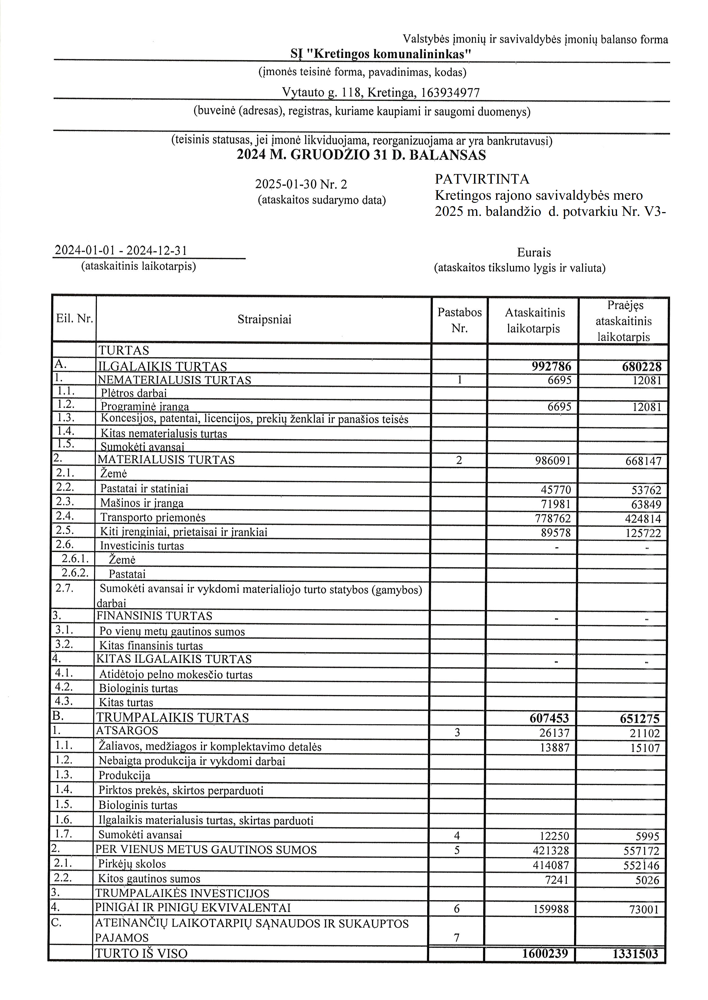 Valstybės įmonių ir savivaldybės įmonių balanso forma
SĮ "Kretingos komunalininkas"
(įmonės teisinė forma, pavadinimas, kodas)
Vytauto g. 118, Kretinga, 163934977
(buveinė (adresas), registras, kuriame kaupiami ir saugomi duomenys)
(teisinis statusas, jei įmonė likviduojama, reorganizuojama ar yra bankrutavusi)
2024 M. GRUODŽIO 31 D. BALANSAS
2025-01-30 Nr. 2
(ataskaitos sudarymo data)
PATVIRTINTA
Kretingos rajono savivaldybės mero
2025 m. balandžio d. potvarkiu Nr. V3-
2024-01-01 - 2024-12-31
(ataskaitinis laikotarpis)
Eurais
(ataskaitos tikslumo lygis ir valiuta)
Eil. Nr. Straipsniai Pastabos Nr. Ataskaitinis laikotarpis Praėjęs ataskaitinis laikotarpis
TURTAS
A. ILGALAIKIS TURTAS 992786 680228
1. NEMATERIALUSIS TURTAS 1 6695 12081
1.1. Plėtros darbai
1.2. Programinė įranga 6695 12081
1.3. Koncesijos, patentai, licencijos, prekių ženklai ir panašios teisės
1.4. Kitas nematerialusis turtas
1.5. Sumokėti avansai
2. MATERIALUSIS TURTAS 2 986091 668147
2.1. Žemė
2.2. Pastatai ir statiniai 45770 53762
2.3. Mašinos ir įranga 71981 63849
2.4. Transporto priemonės 778762 424814
2.5. Kiti įrenginiai, prietaisai ir įrankiai 89578 125722
2.6. Investicinis turtas - -
2.6.1. Žemė
2.6.2. Pastatai
2.7. Sumokėti avansai ir vykdomi materialiojo turto statybos (gamybos)
darbai
3. FINANSINIS TURTAS - -
3.1. Po vienų metų gautinos sumos
3.2. Kitas finansinis turtas
4. KITAS ILGALAIKIS TURTAS - -
4.1. Atidėtojo pelno mokesčio turtas
4.2. Biologinis turtas
4.3. Kitas turtas
B. TRUMPALAIKIS TURTAS 607453 651275
1. ATSARGOS 3 26137 21102
1.1. Žaliavos, medžiagos ir komplektavimo detalės 13887 15107
1.2. Nebaigta produkcija ir vykdomi darbai
1.3. Produkcija
1.4. Pirktos prekės, skirtos perparduoti
1.5. Biologinis turtas
1.6. Ilgalaikis materialusis turtas, skirtas parduoti
1.7. Sumokėti avansai 4 12250 5995
2. PER VIENUS METUS GAUTINOS SUMOS 5 421328 557172
2.1. Pirkėjų skolos 414087 552146
2.2. Kitos gautinos sumos 7241 5026
3. TRUMPALAIKĖS INVESTICIJOS
4. PINIGAI IR PINIGŲ EKVIVALENTAI 6 159988 73001
C. ATEINANČIŲ LAIKOTARPIŲ SĄNAUDOS IR SUKAUPTOS
PAJAMOS 7
TURTO IŠ VISO 1600239 1331503